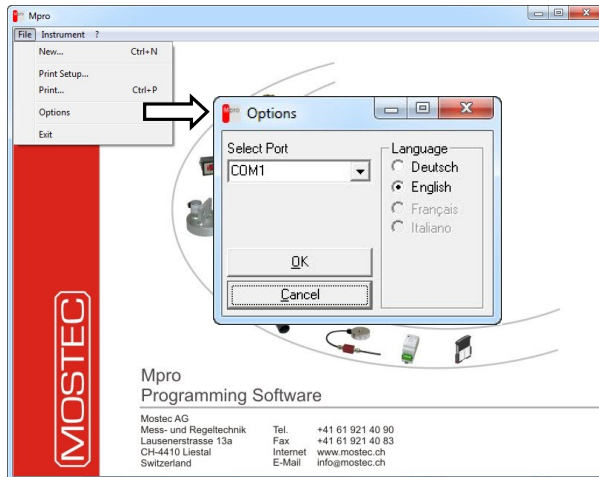 Mpro
File Instrument ?
New... Ctrl+N
Print Setup...
Print... Ctrl+P
Options
Exit
Mpro Options
Select Port
COM1
Language
Deutsch
English
Français
Italiano
OK
Cancel
MOSTEC
Mpro
Programming Software
Mostec AG
Mess- und Regeltechnik Tel. +41 61 921 40 90
Lausenerstrasse 13a Fax +41 61 921 40 83
CH-4410 Liestal Internet www.mostec.ch
Switzerland E-Mail info@mostec.ch